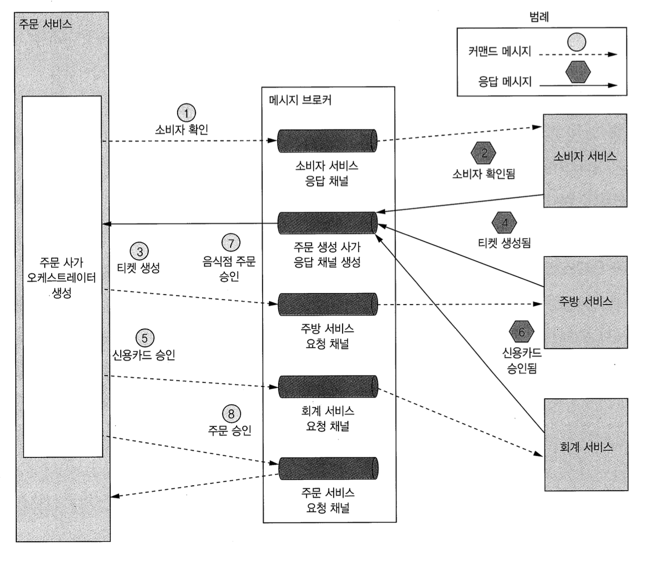 주문 서비스
범례
커맨드 메시지
응답 메시지
메시지 브로커
1
소비자 확인
소비자 서비스
응답 채널
2
소비자 확인됨
소비자 서비스
주문 사가
오케스트레이터
생성
3
티켓 생성
7
음식점 주문
승인
주문 생성 사가
응답 채널 생성
4
티켓 생성됨
주방 서비스
요청 채널
주방 서비스
5
신용카드 승인
6
신용카드
승인됨
회계 서비스
요청 채널
8
주문 승인
회계 서비스
주문 서비스
요청 채널